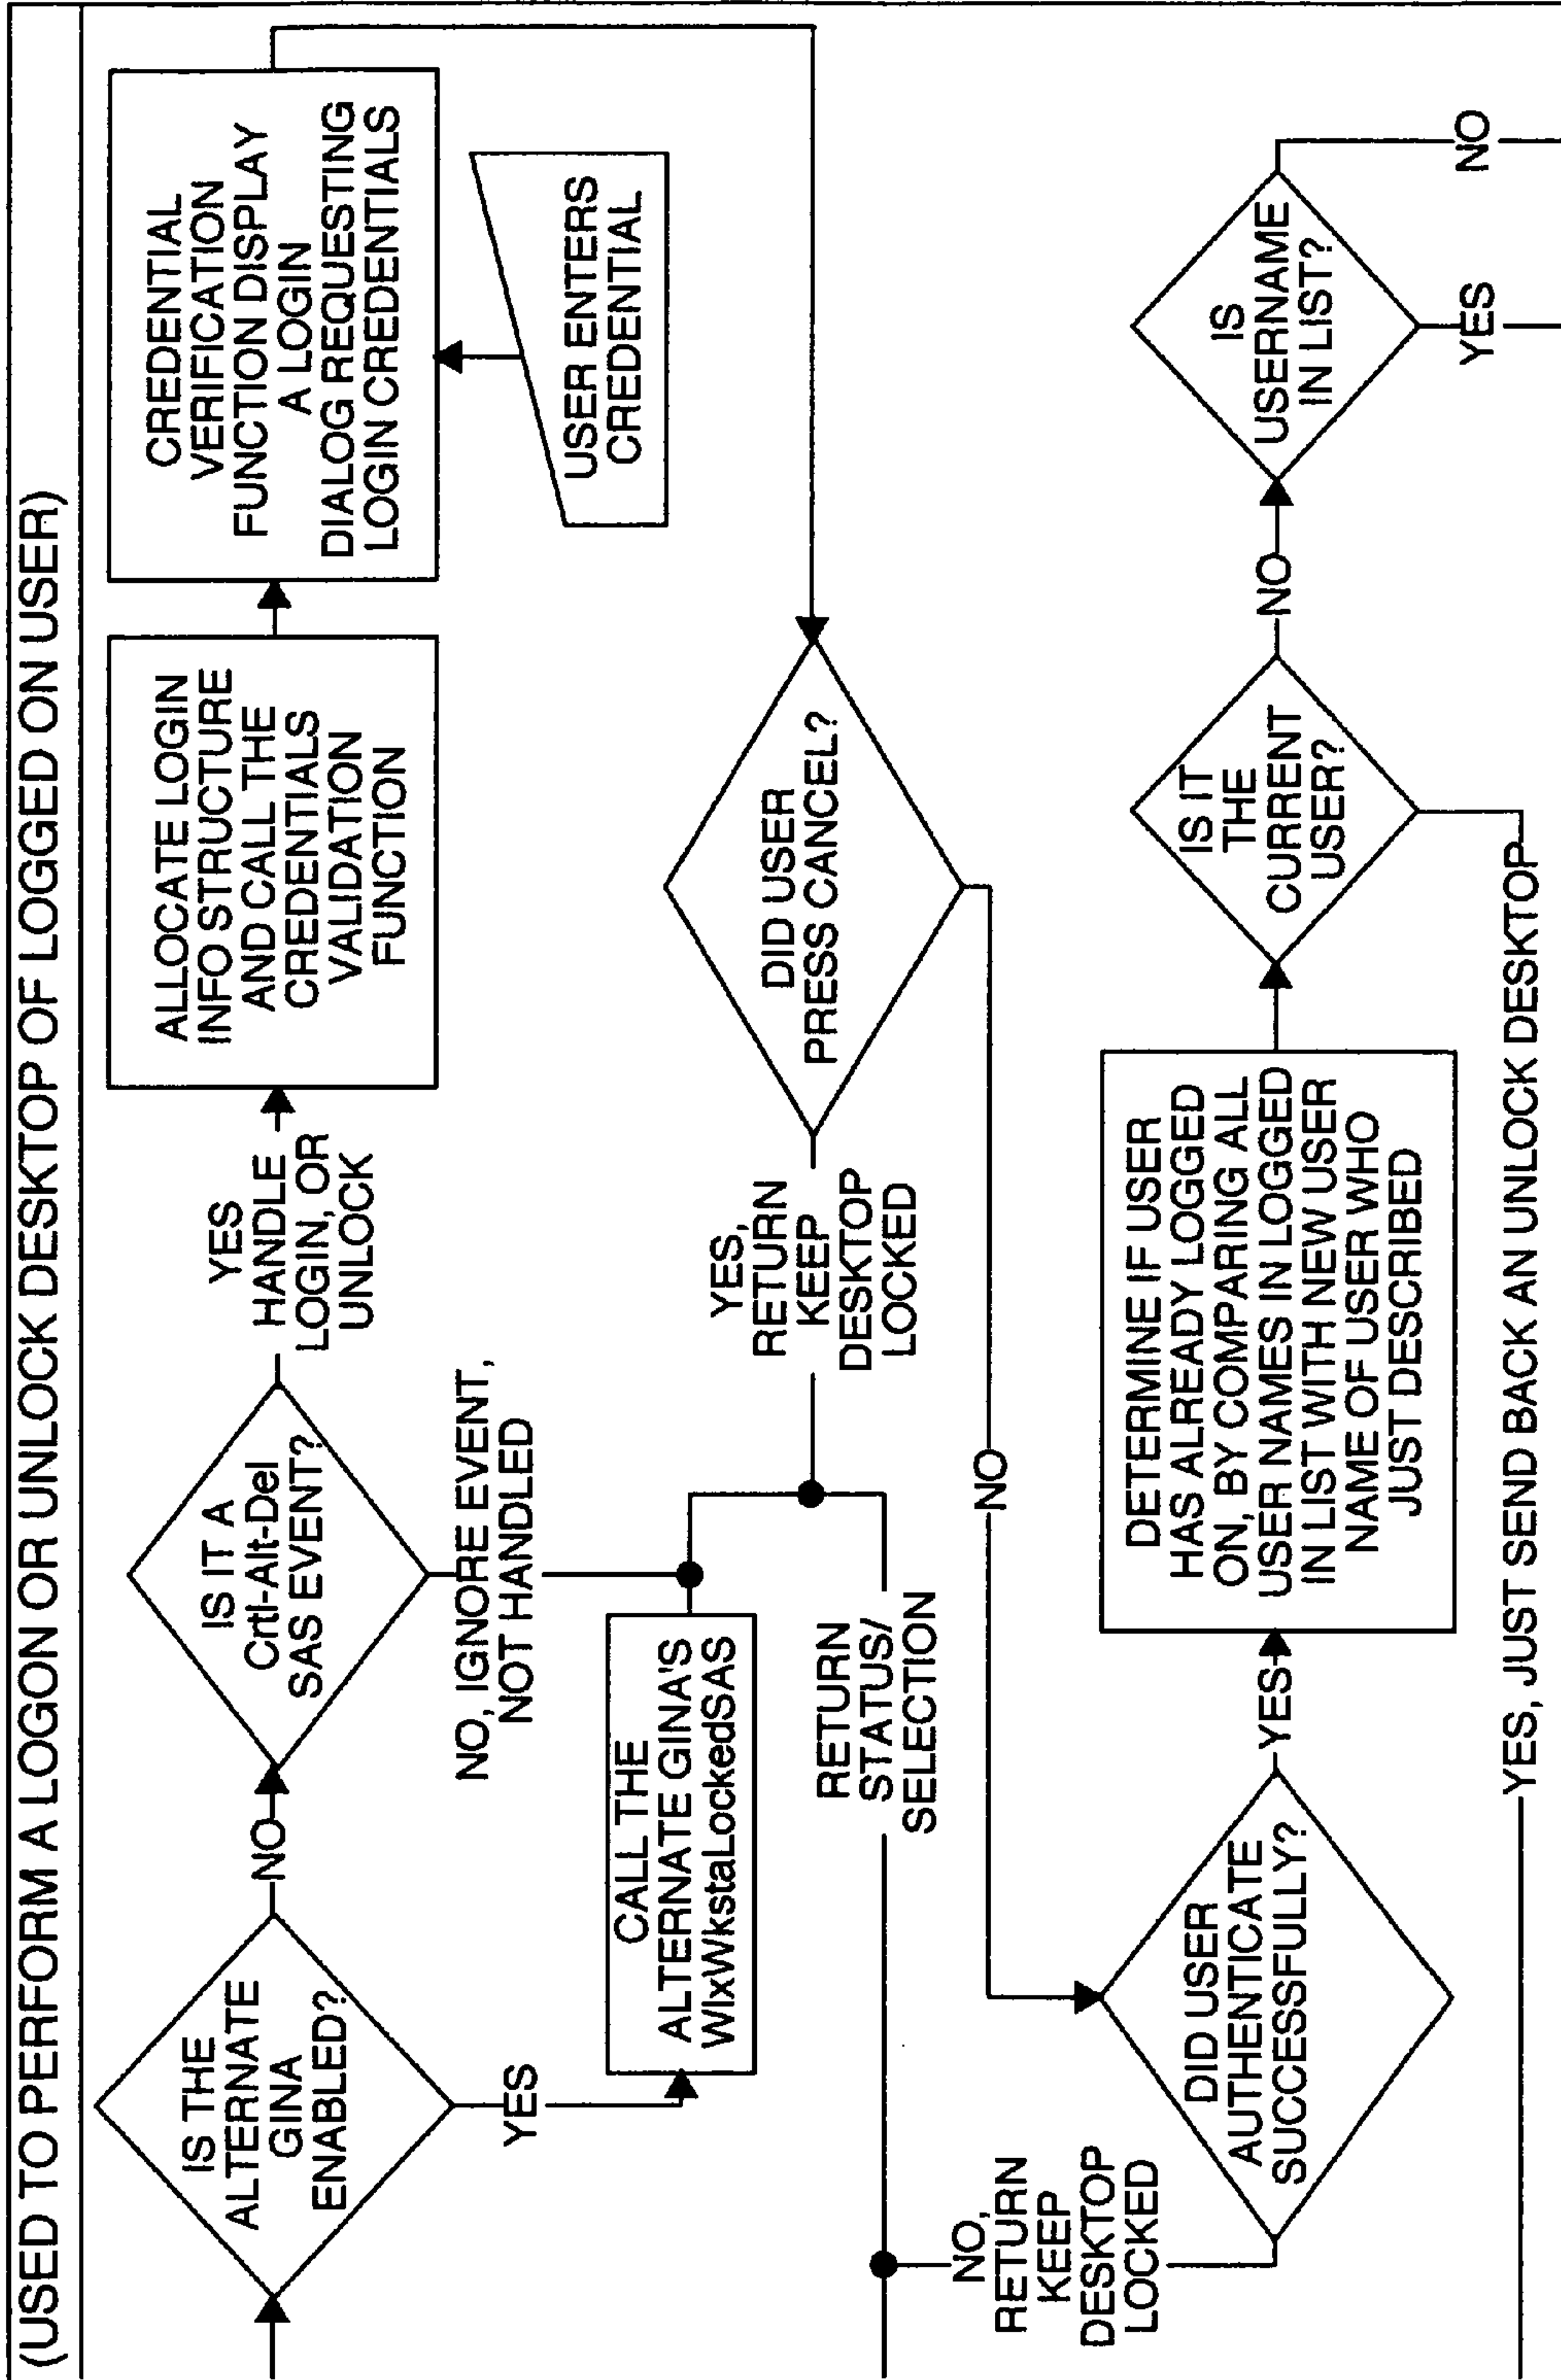 (USED TO PERFORM A LOGON OR UNLOCK DESKTOP OF LOGGED ON USER)
IS THE
ALTERNATE
GINA
ENABLED?
NO
YES
IS IT A
Crtl-Alt-Del
SAS EVENT?
YES
HANDLE
LOGIN, OR
UNLOCK
NO, IGNORE EVENT,
NOT HANDLED
ALLOCATE LOGIN
INFO STRUCTURE
AND CALL THE
CREDENTIALS
VALIDATION
FUNCTION
CREDENTIAL
VERIFICATION
FUNCTION DISPLAY
A LOGIN
DIALOG REQUESTING
LOGIN CREDENTIALS
USER ENTERS
CREDENTIAL
CALL THE
ALTERNATE GINA'S
WlxWkstaLockedSAS
DID USER
PRESS CANCEL?
YES,
RETURN
KEEP
DESKTOP
LOCKED
RETURN
STATUS/
SELECTION
NO
NO,
RETURN
KEEP
DESKTOP
LOCKED
DID USER
AUTHENTICATE
SUCCESSFULLY?
YES
DETERMINE IF USER
HAS ALREADY LOGGED
ON, BY COMPARING ALL
USER NAMES IN LOGGED
IN LIST WITH NEW USER
NAME OF USER WHO
JUST DESCRIBED
IS IT
THE
CURRENT
USER?
NO
IS
USERNAME
IN LIST?
NO
YES
YES, JUST SEND BACK AN UNLOCK DESKTOP